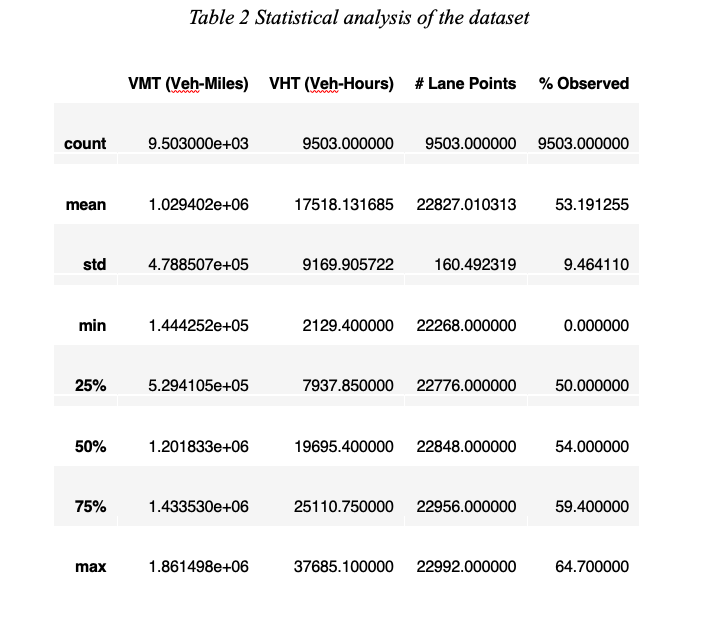 Table 2 Statistical analysis of the dataset
VMT (Veh-Miles) VHT (Veh-Hours) # Lane Points % Observed
count 9.503000e+03 9503.000000 9503.000000 9503.000000
mean 1.029402e+06 17518.131685 22827.010313 53.191255
std 4.788507e+05 9169.905722 160.492319 9.464110
min 1.444252e+05 2129.400000 22268.000000 0.000000
25% 5.294105e+05 7937.850000 22776.000000 50.000000
50% 1.201833e+06 19695.400000 22848.000000 54.000000
75% 1.433530e+06 25110.750000 22956.000000 59.400000
max 1.861498e+06 37685.100000 22992.000000 64.700000